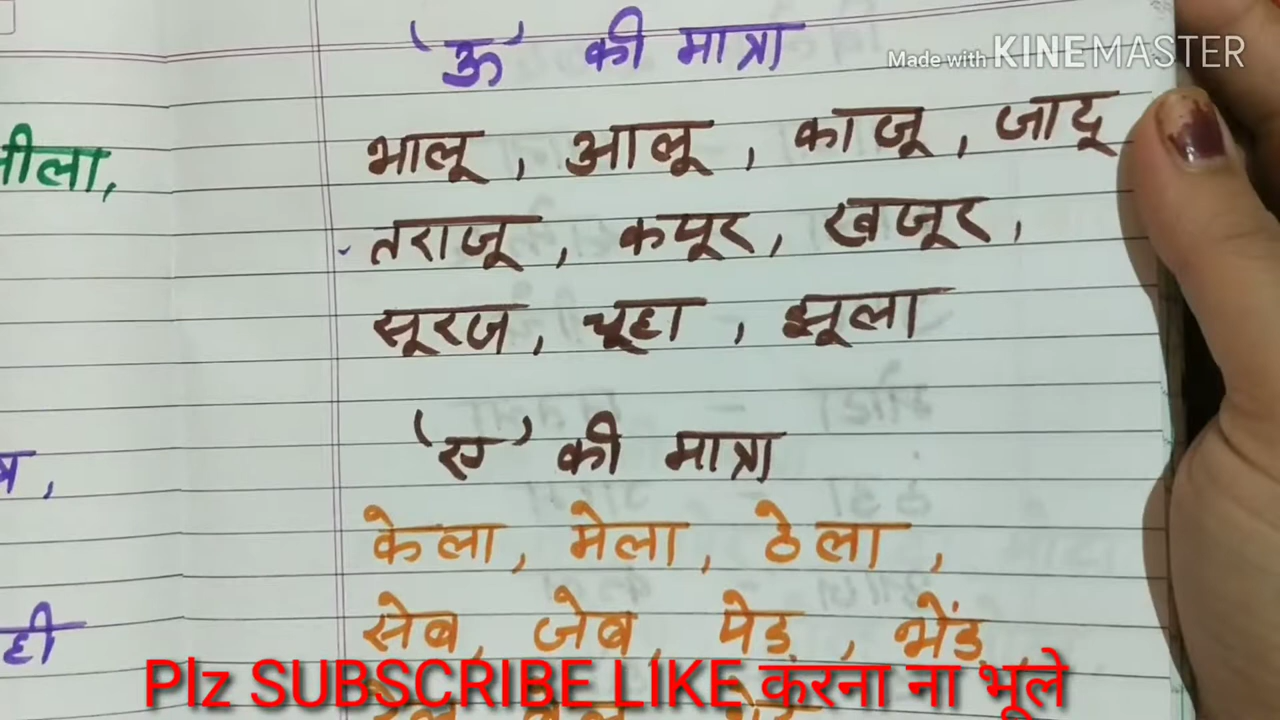 'ऊ' की मात्रा
Made with KINEMASTER
भालू, आलू, काजू, जादू
तराजू, कपूर, खजूर,
सूरज, चूहा, झूला
'ए' की मात्रा
केला, मेला, ठेला,
सेब, जेब, पेड़, भेंड़,
ही
Plz SUBSCRIBE LIKE करना ना भूले